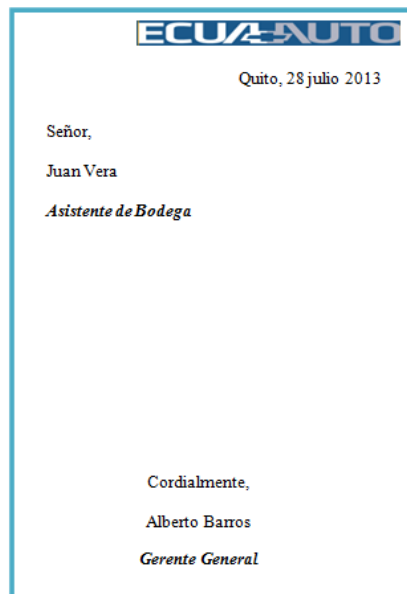 ECUA-AUTO
Quito, 28 julio 2013
Señor,
Juan Vera
Asistente de Bodega
Cordialmente,
Alberto Barros
Gerente General